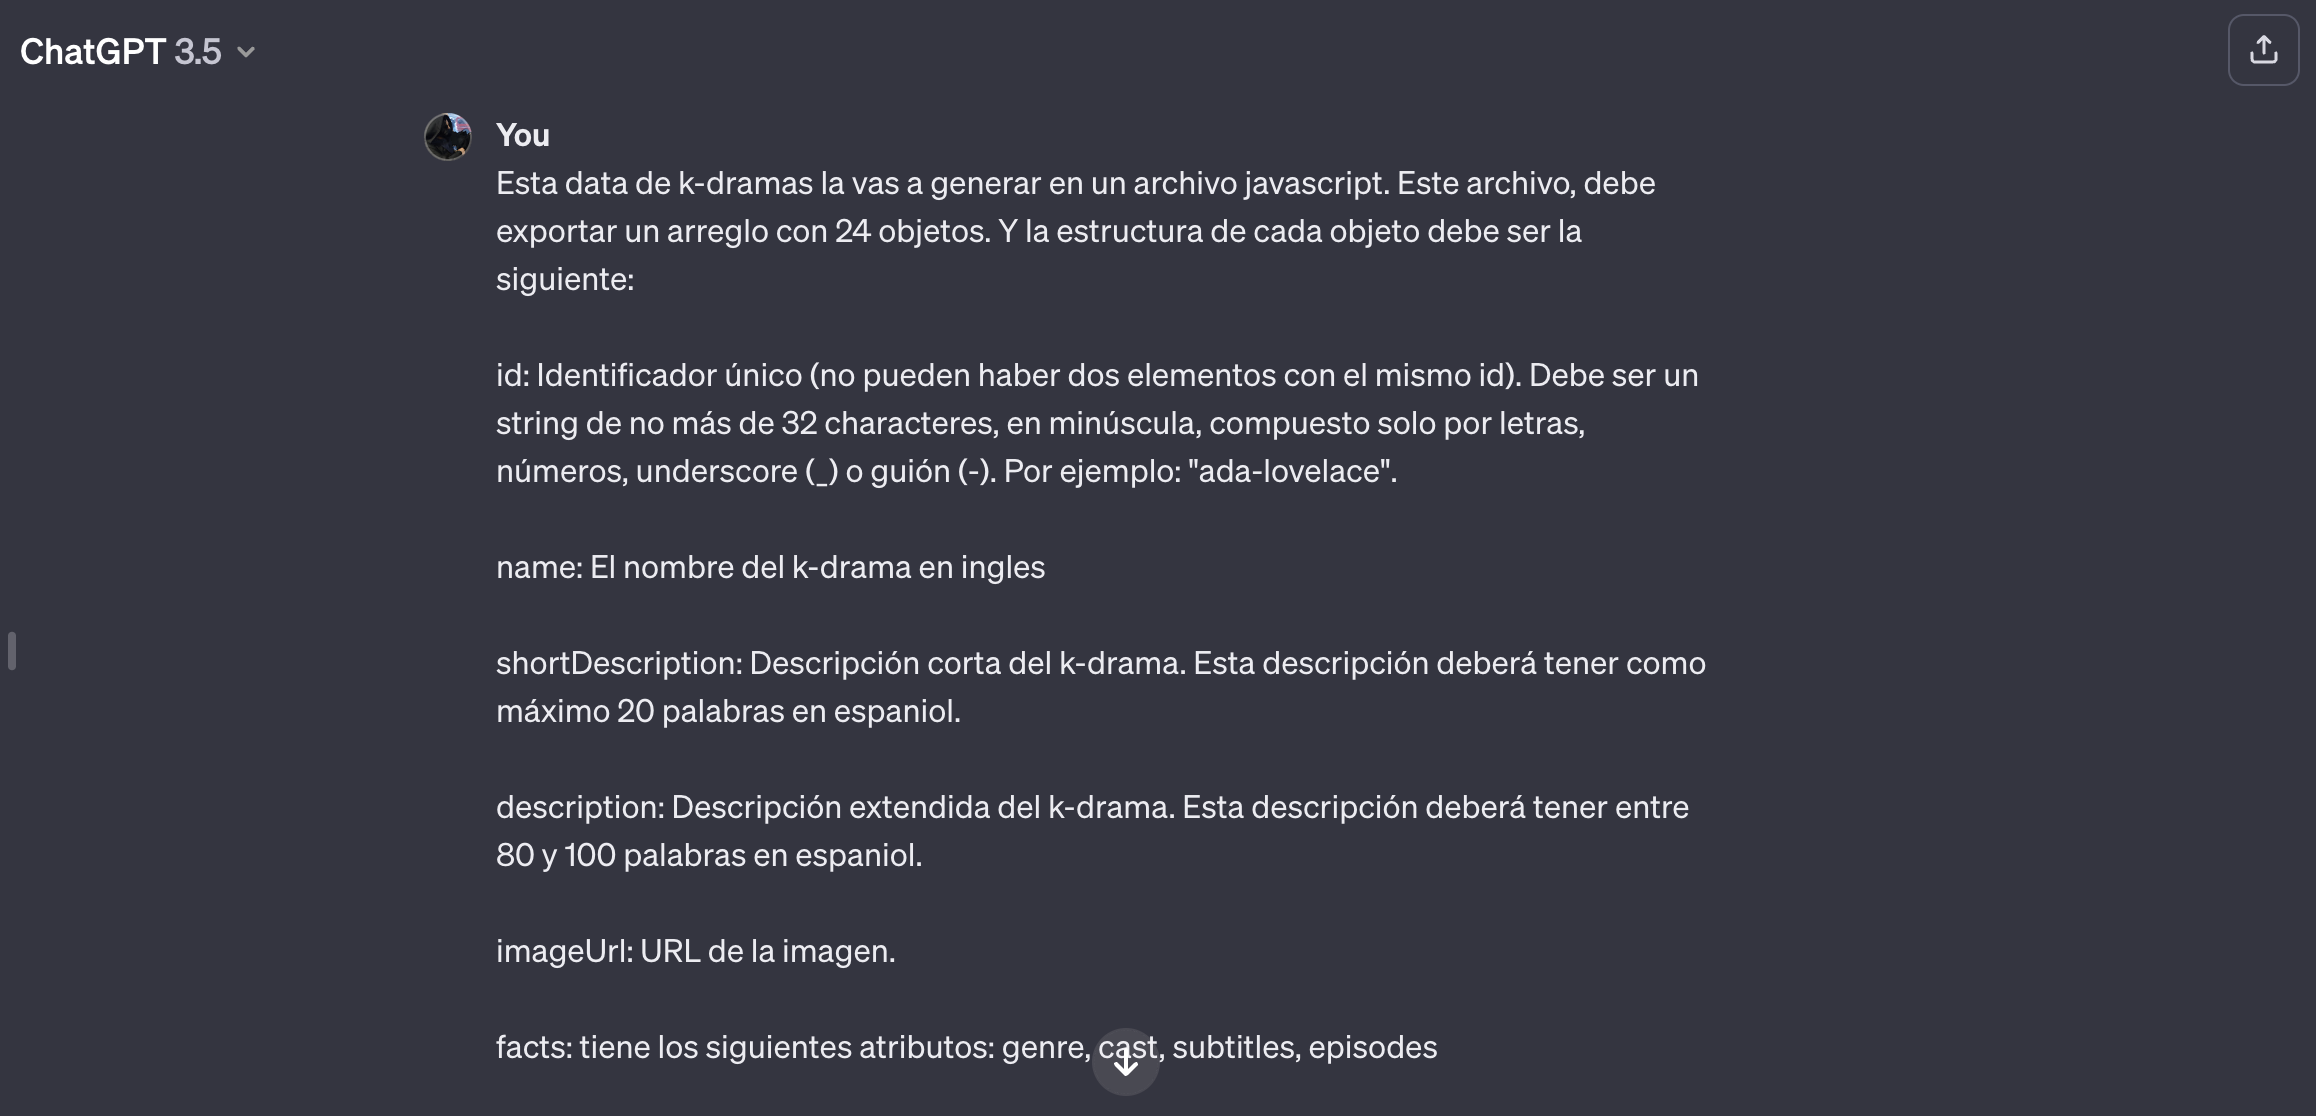 ChatGPT 3.5
You
Esta data de k-dramas la vas a generar en un archivo javascript. Este archivo, debe
exportar un arreglo con 24 objetos. Y la estructura de cada objeto debe ser la
siguiente:
id: Identificador único (no pueden haber dos elementos con el mismo id). Debe ser un
string de no más de 32 characteres, en minúscula, compuesto solo por letras,
números, underscore (_) o guión (-). Por ejemplo: "ada-lovelace".
name: El nombre del k-drama en ingles
shortDescription: Descripción corta del k-drama. Esta descripción deberá tener como
máximo 20 palabras en espaniol.
description: Descripción extendida del k-drama. Esta descripción deberá tener entre
80 y 100 palabras en espaniol.
imageUrl: URL de la imagen.
facts: tiene los siguientes atributos: genre, cast, subtitles, episodes